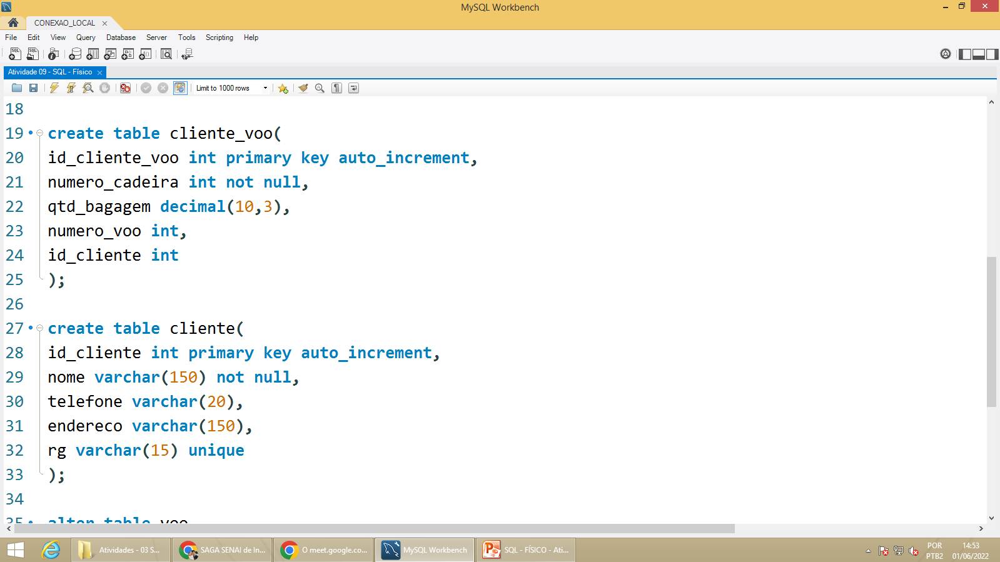 MySQL Workbench
CONEXAO_LOCAL
File Edit View Query Database Server Tools Scripting Help
Atividade 09 - SQL - Físico
Limit to 1000 rows
18
19 create table cliente_voo(
20 id_cliente_voo int primary key auto_increment,
21 numero_cadeira int not null,
22 qtd_bagagem decimal(10,3),
23 numero_voo int,
24 id_cliente int
25 );
26
27 create table cliente(
28 id_cliente int primary key auto_increment,
29 nome varchar(150) not null,
30 telefone varchar(20),
31 endereco varchar(150),
32 rg varchar(15) unique
33 );
34
35 alter table voo
Atividades - 03 S... SAGA SENAI de In... O meet.google.co... MySQL Workbench SQL - FÍSICO - Ati... POR 14:53
PTB2 01/06/2022